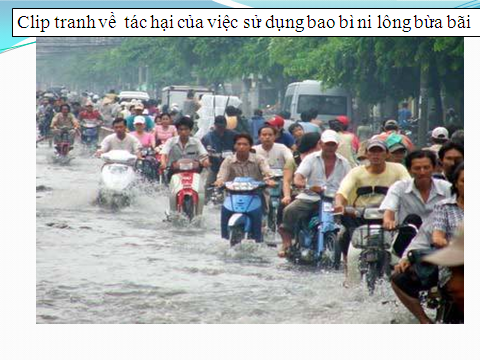 Clip tranh về  tác hại của việc sử dụng bao bì ni lông bừa bãi